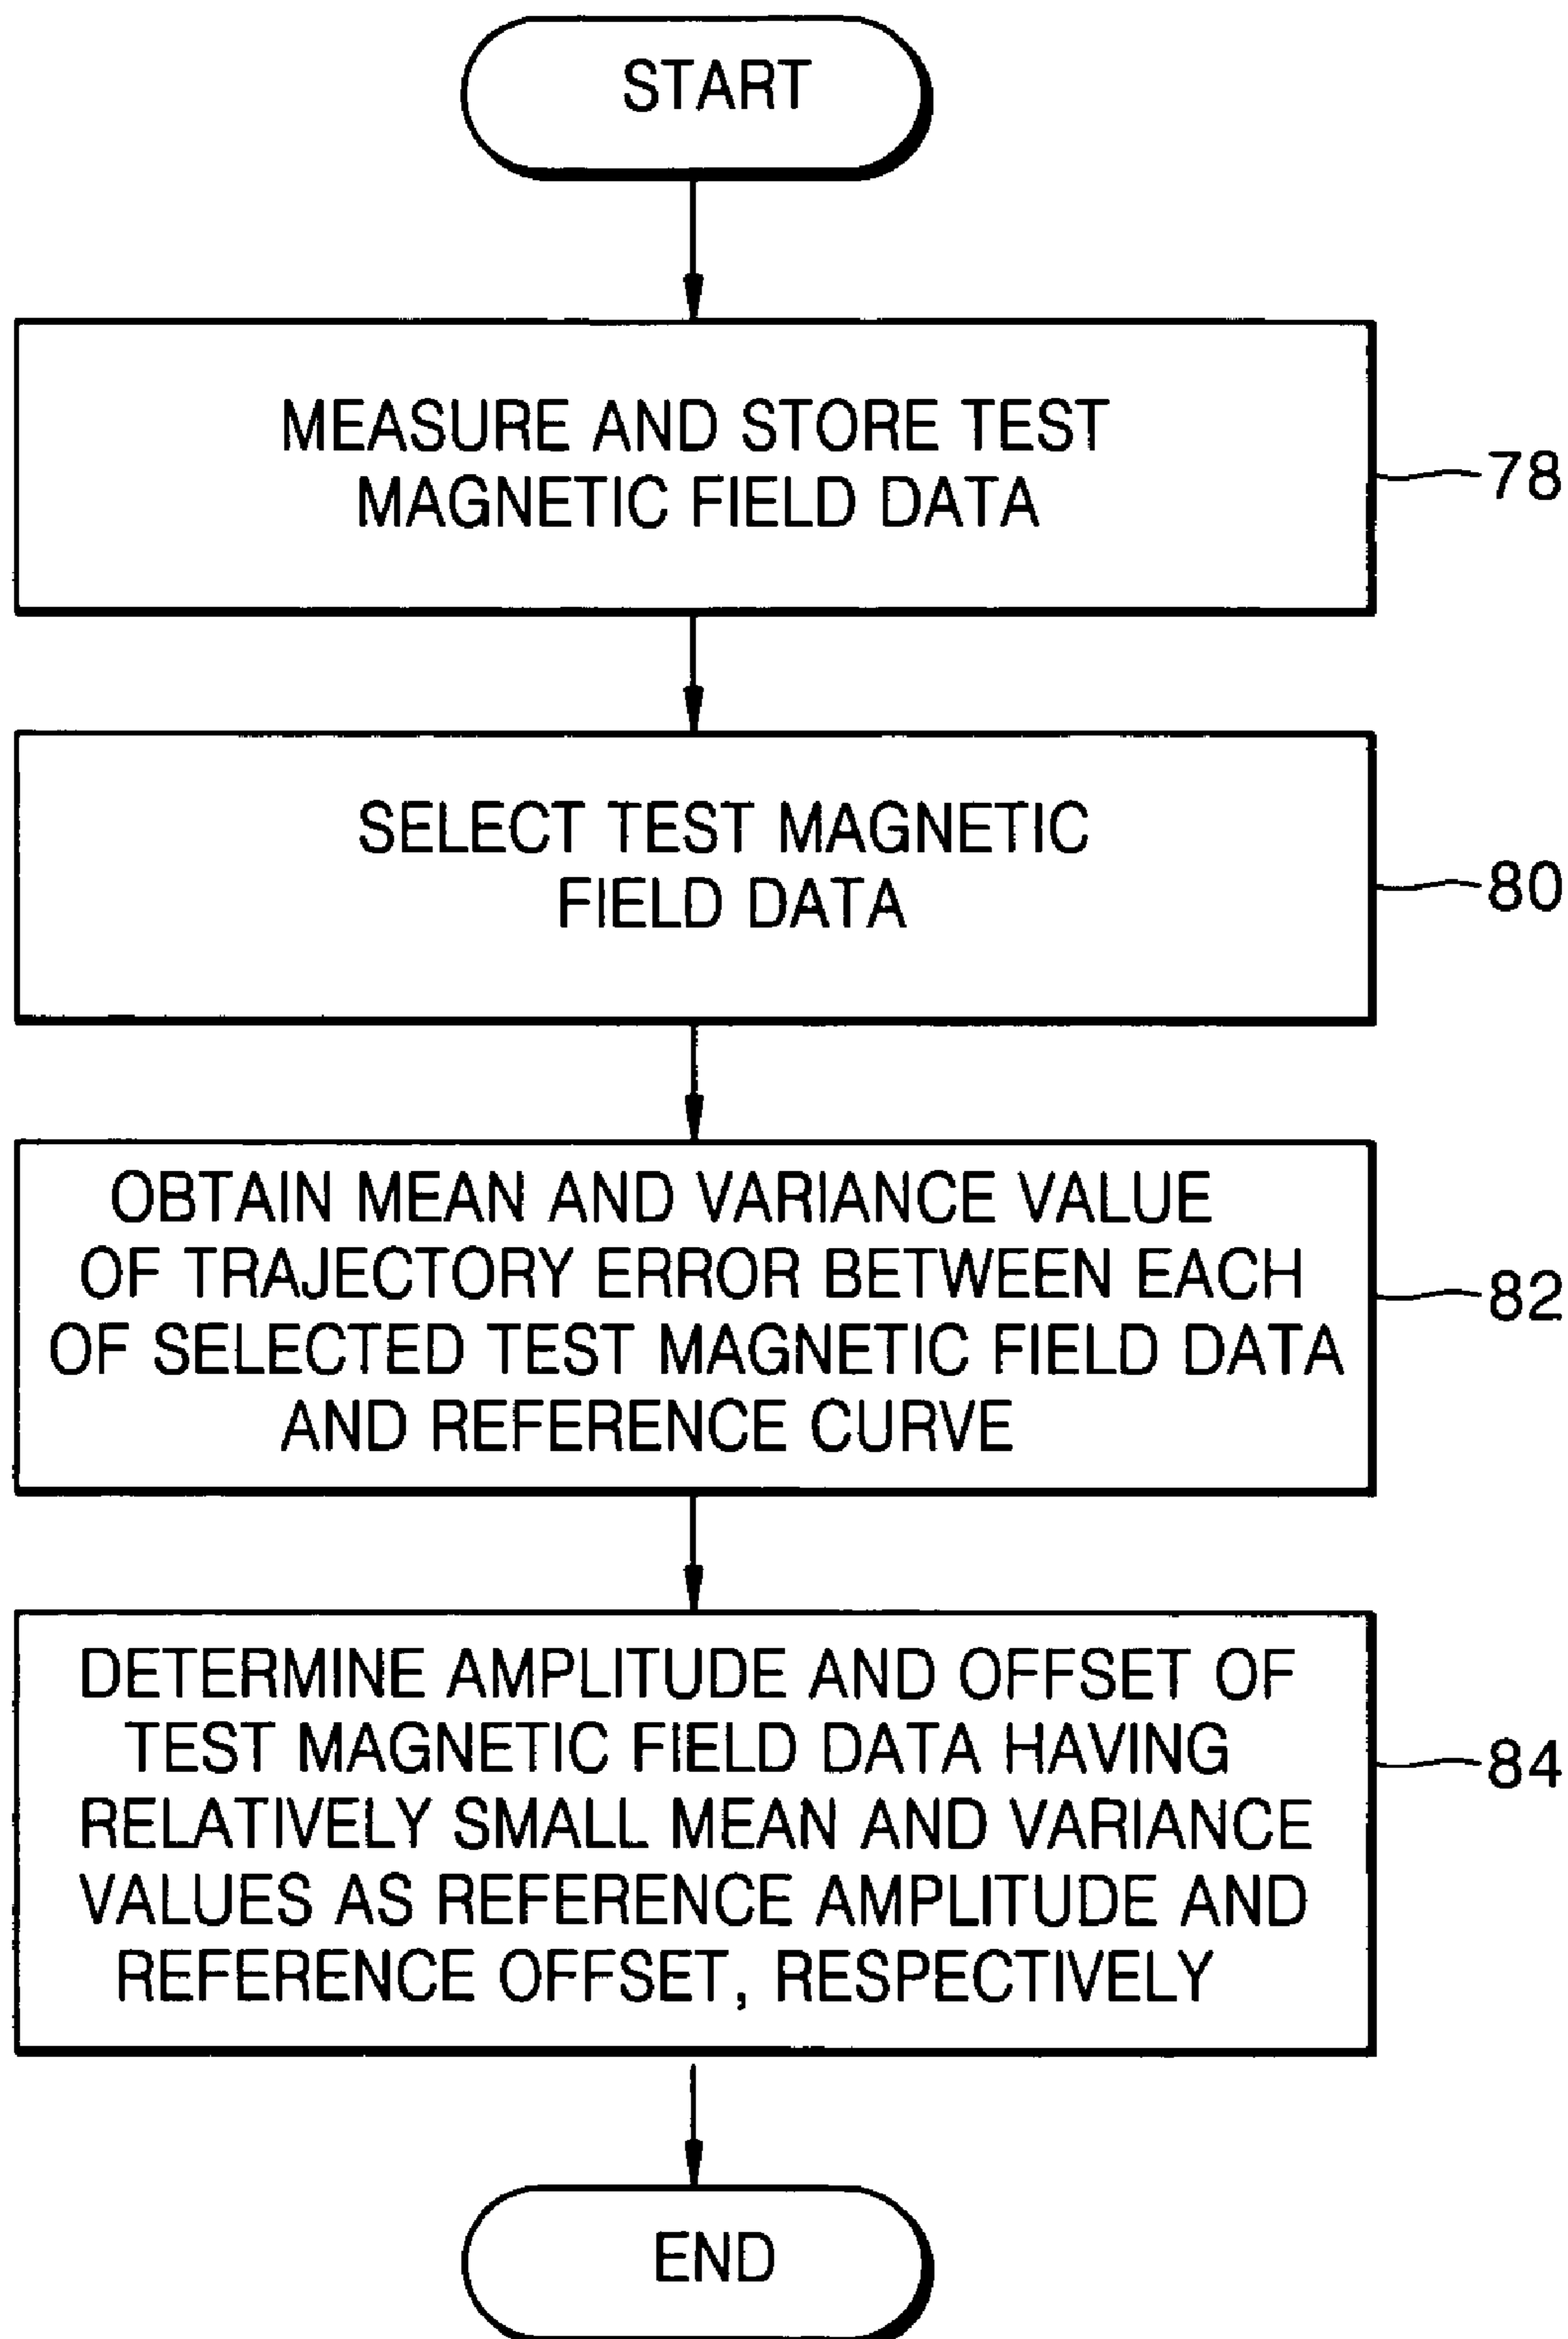 START
MEASURE AND STORE TEST
MAGNETIC FIELD DATA
78
SELECT TEST MAGNETIC
FIELD DATA
80
OBTAIN MEAN AND VARIANCE VALUE
OF TRAJECTORY ERROR BETWEEN EACH
OF SELECTED TEST MAGNETIC FIELD DATA
AND REFERENCE CURVE
82
DETERMINE AMPLITUDE AND OFFSET OF
TEST MAGNETIC FIELD DATA HAVING
RELATIVELY SMALL MEAN AND VARIANCE
VALUES AS REFERENCE AMPLITUDE AND
REFERENCE OFFSET, RESPECTIVELY
84
END